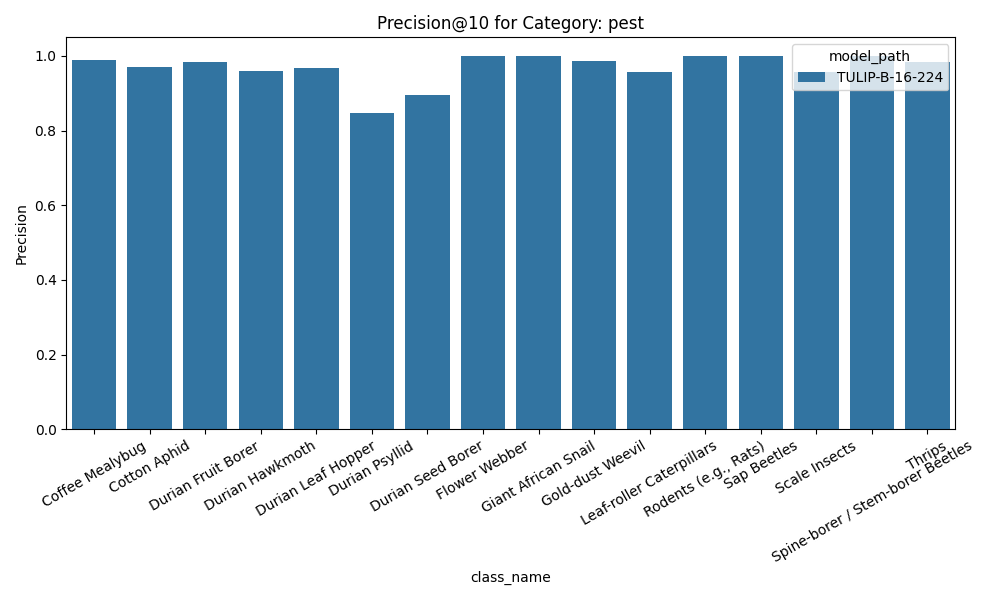 Precision@10 for Category: pest
model_path
TULIP-B-16-224
Precision
1.0
0.8
0.6
0.4
0.2
0.0
Coffee Mealybug
Cotton Aphid
Durian Fruit Borer
Durian Hawkmoth
Durian Leaf Hopper
Durian Psyllid
Durian Seed Borer
Flower Webber
Giant African Snail
Gold-dust Weevil
Leaf-roller Caterpillars
Rodents (e.g., Rats)
Sap Beetles
Scale Insects
Spine-borer / Stem-borer Beetles
Thrips
class_name